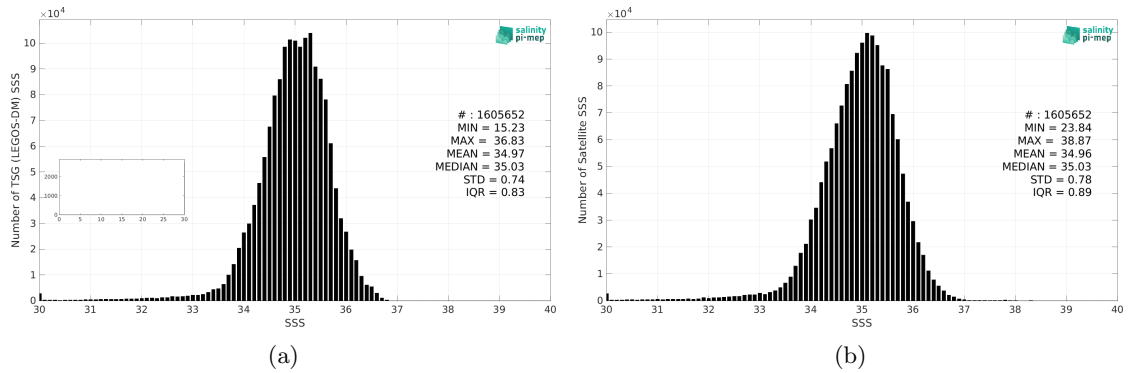 ×10⁴
salinity
pi-mep
Number of TSG (LEGOS-DM) SSS
10
9
8
7
6
5
4
3
2
1
0
# : 1605652
MIN = 15.23
MAX = 36.83
MEAN = 34.97
MEDIAN = 35.03
STD = 0.74
IQR = 0.83
2000
1000
0
0 5 10 15 20 25 30
30 31 32 33 34 35 36 37 38 39 40
SSS
(a)
×10⁴
salinity
pi-mep
Number of Satellite SSS
10
9
8
7
6
5
4
3
2
1
0
# : 1605652
MIN = 23.84
MAX = 38.87
MEAN = 34.96
MEDIAN = 35.03
STD = 0.78
IQR = 0.89
30 31 32 33 34 35 36 37 38 39 40
SSS
(b)